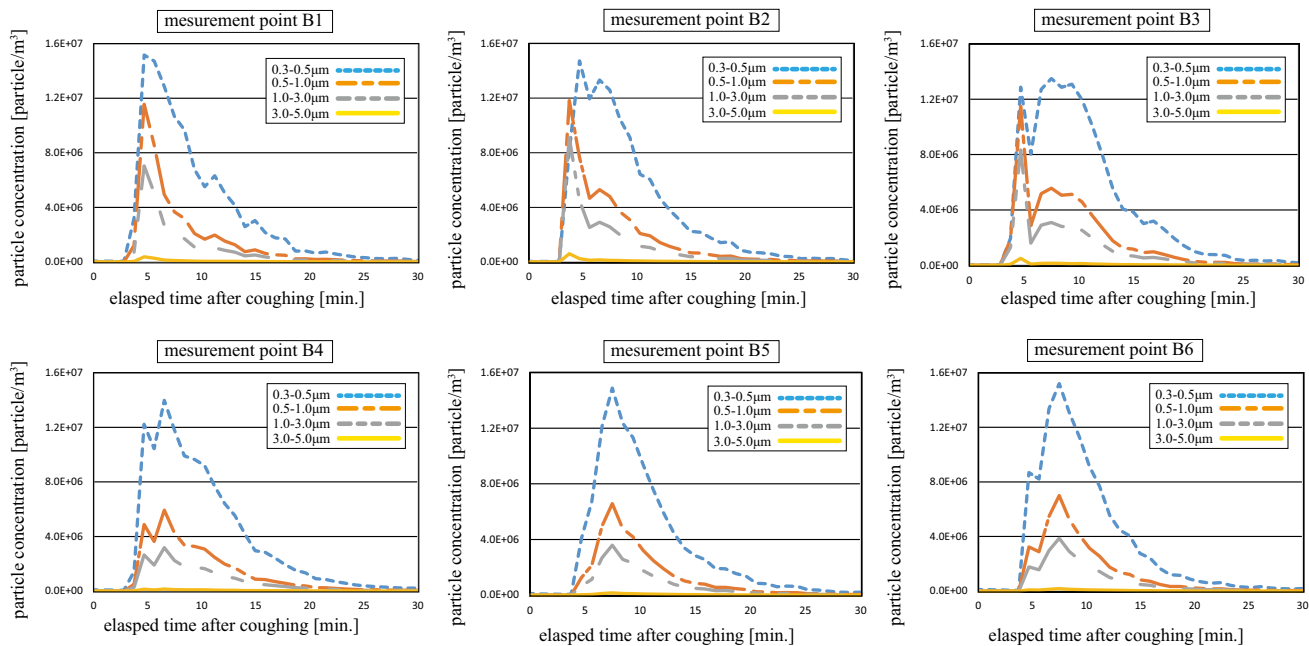 mesurement point B1
particle concentration [particle/m³]
1.6E+07
1.2E+07
8.0E+06
4.0E+06
0.0E+00
0.3-0.5μm
0.5-1.0μm
1.0-3.0μm
3.0-5.0μm
0 5 10 15 20 25 30
elasped time after coughing [min.]
mesurement point B2
particle concentration [particle/m³]
1.6E+07
1.2E+07
8.0E+06
4.0E+06
0.0E+00
0.3-0.5μm
0.5-1.0μm
1.0-3.0μm
3.0-5.0μm
0 5 10 15 20 25 30
elasped time after coughing [min.]
mesurement point B3
particle concentration [particle/m³]
1.6E+07
1.2E+07
8.0E+06
4.0E+06
0.0E+00
0.3-0.5μm
0.5-1.0μm
1.0-3.0μm
3.0-5.0μm
0 5 10 15 20 25 30
elasped time after coughing [min.]
mesurement point B4
particle concentration [particle/m³]
1.6E+07
1.2E+07
8.0E+06
4.0E+06
0.0E+00
0.3-0.5μm
0.5-1.0μm
1.0-3.0μm
3.0-5.0μm
0 5 10 15 20 25 30
elasped time after coughing [min.]
mesurement point B5
particle concentration [particle/m³]
1.6E+07
1.2E+07
8.0E+06
4.0E+06
0.0E+00
0.3-0.5μm
0.5-1.0μm
1.0-3.0μm
3.0-5.0μm
0 5 10 15 20 25 30
elasped time after coughing [min.]
mesurement point B6
particle concentration [particle/m³]
1.6E+07
1.2E+07
8.0E+06
4.0E+06
0.0E+00
0.3-0.5μm
0.5-1.0μm
1.0-3.0μm
3.0-5.0μm
0 5 10 15 20 25 30
elasped time after coughing [min.]